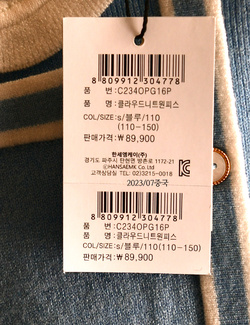 8 809912 304778
품 번:C234OPG16P
품 명:클라우드니트원피스
COL/SIZE:s/블루/110
(110-150)
판매가격:₩89,900
한세엠케이(주)
경기도 파주시 탄현면 방촌로 1172-21
ⓒHANSAEMK Co.Ltd
고객상담실 TEL: 02)3215-0018
2023/07중국
8 809912 304778
품 번:C234OPG16P
품 명:클라우드니트원피스
COL/SIZE:s/블루/110(110-150)
판매가격:₩89,900